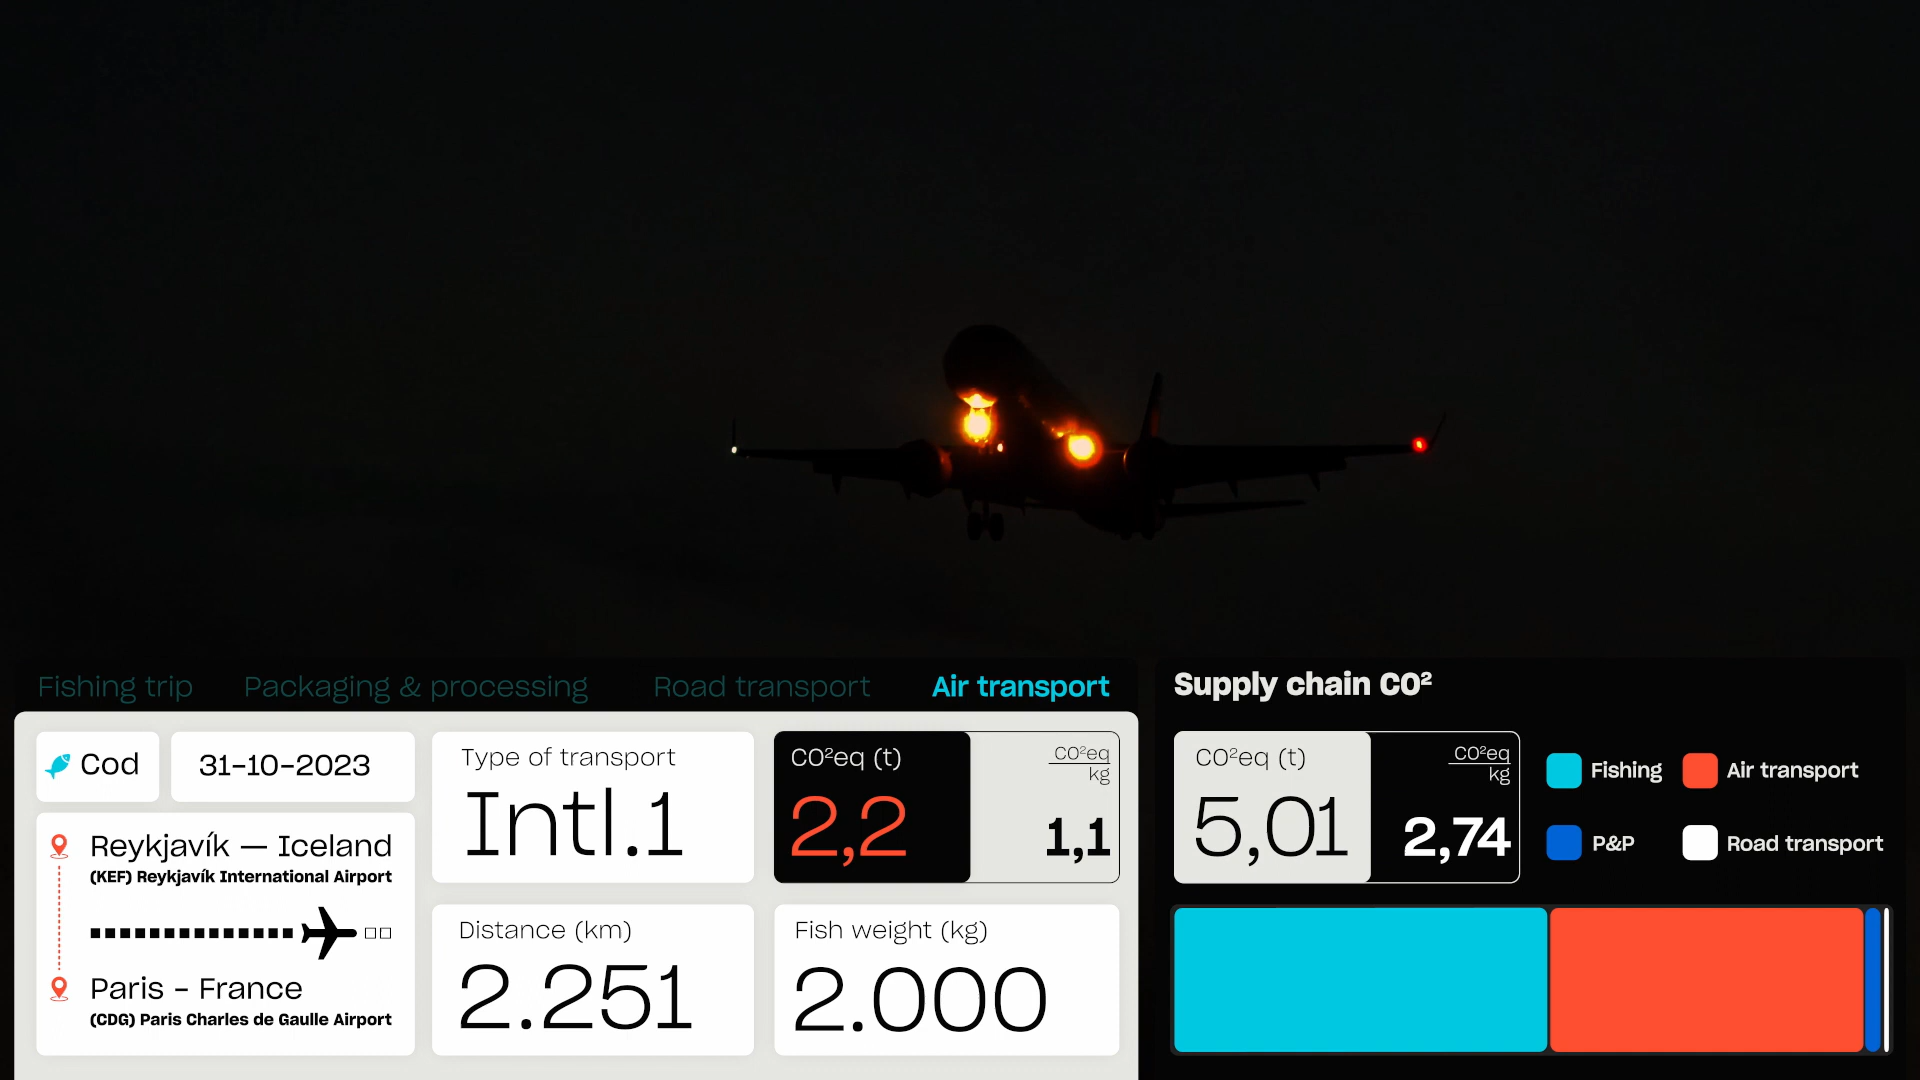 Fishing trip
Packaging & processing
Road transport
Air transport
Cod
31-10-2023
Reykjavík — Iceland
(KEF) Reykjavík International Airport
Paris - France
(CDG) Paris Charles de Gaulle Airport
Type of transport
Intl.1
CO²eq (t)
2,2
CO²eq
kg
1,1
Distance (km)
2.251
Fish weight (kg)
2.000
Supply chain CO²
CO²eq (t)
5,01
CO²eq
kg
2,74
Fishing
Air transport
P&P
Road transport